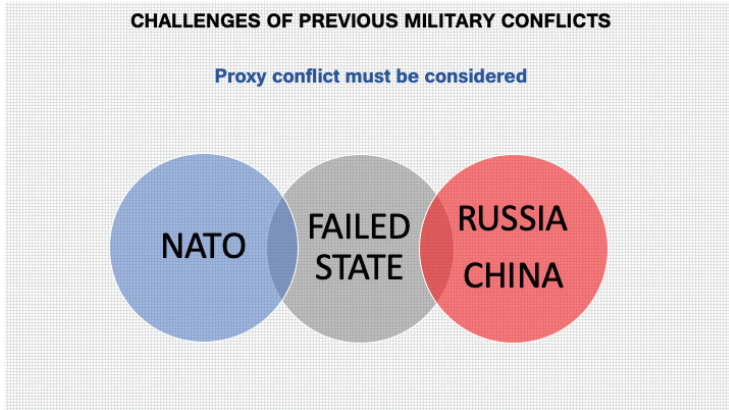 CHALLENGES OF PREVIOUS MILITARY CONFLICTS
Proxy conflict must be considered
NATO
FAILED
STATE
RUSSIA
CHINA